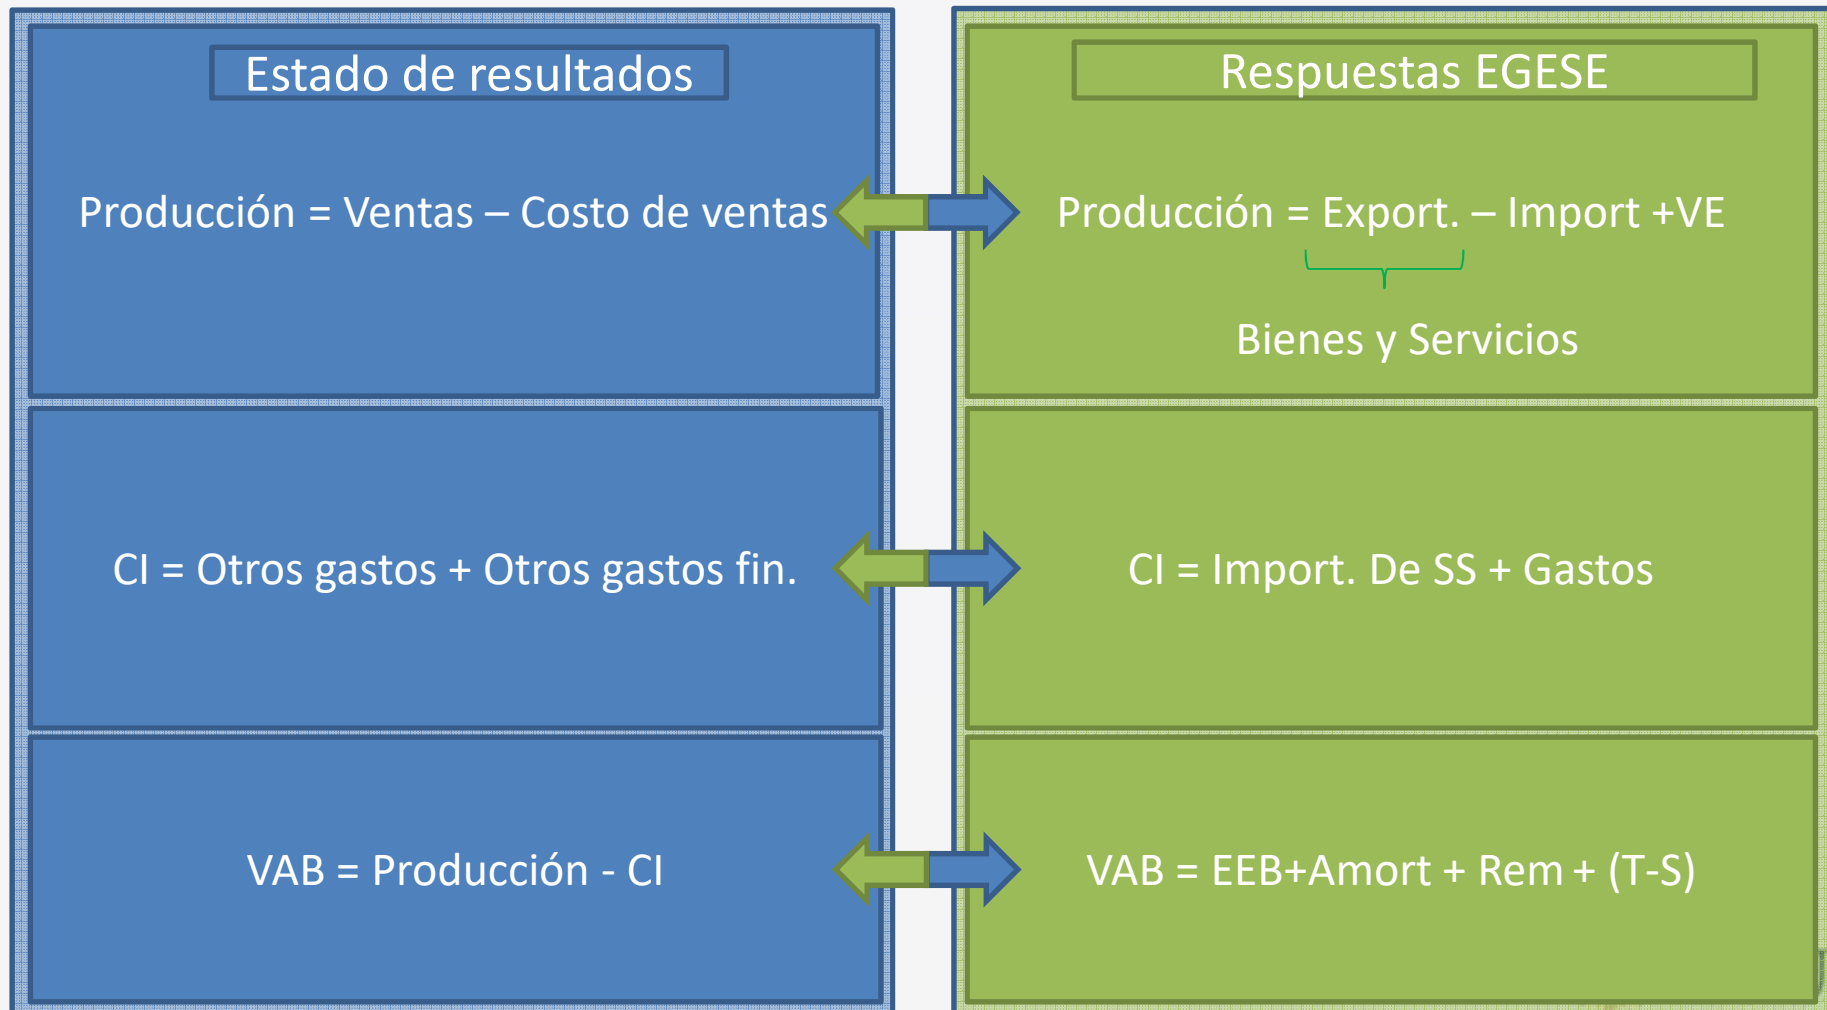 Estado de resultados
Producción = Ventas – Costo de ventas
CI = Otros gastos + Otros gastos fin.
VAB = Producción - CI
Respuestas EGESE
Producción = Export. – Import +VE
Bienes y Servicios
CI = Import. De SS + Gastos
VAB = EEB+Amort + Rem + (T-S)